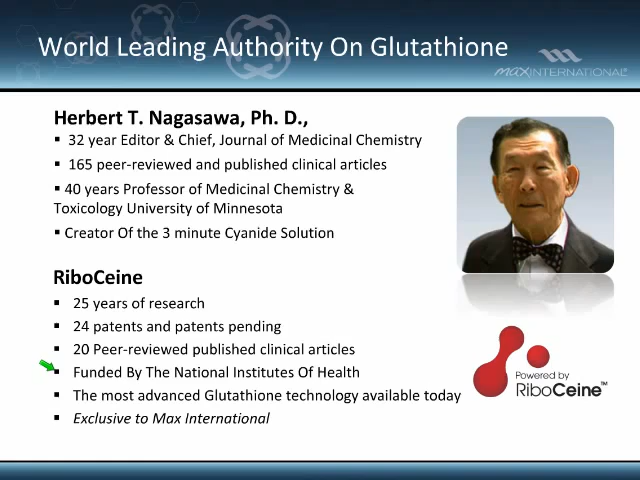 World Leading Authority On Glutathione
MAXINTERNATIONAL
Herbert T. Nagasawa, Ph. D.,
▪ 32 year Editor & Chief, Journal of Medicinal Chemistry
▪ 165 peer-reviewed and published clinical articles
▪ 40 years Professor of Medicinal Chemistry &
Toxicology University of Minnesota
▪ Creator Of the 3 minute Cyanide Solution
RiboCeine
▪ 25 years of research
▪ 24 patents and patents pending
▪ 20 Peer-reviewed published clinical articles
▪ Funded By The National Institutes Of Health
▪ The most advanced Glutathione technology available today
▪ Exclusive to Max International
Powered by
RiboCeine™